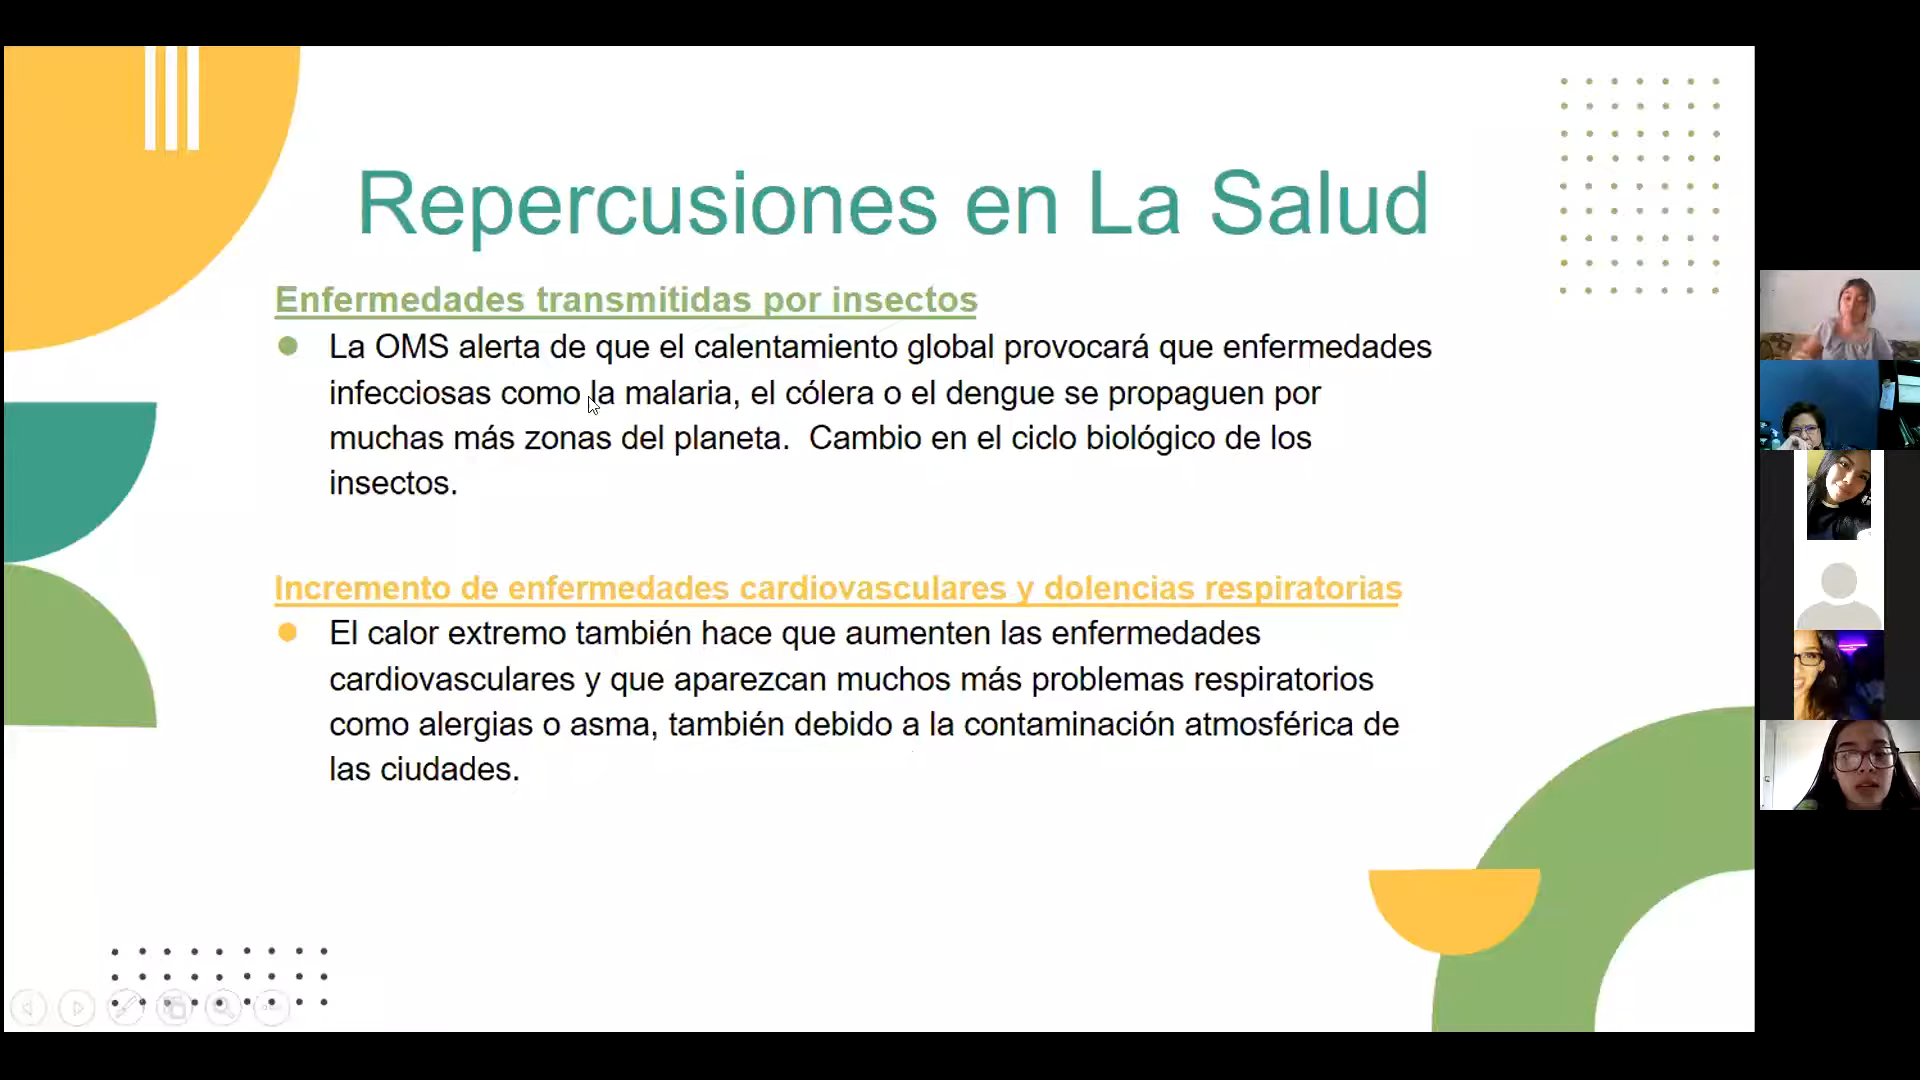 Repercusiones en La Salud
Enfermedades transmitidas por insectos
La OMS alerta de que el calentamiento global provocará que enfermedades
infecciosas como la malaria, el cólera o el dengue se propaguen por
muchas más zonas del planeta.  Cambio en el ciclo biológico de los
insectos.
Incremento de enfermedades cardiovasculares y dolencias respiratorias
El calor extremo también hace que aumenten las enfermedades
cardiovasculares y que aparezcan muchos más problemas respiratorios
como alergias o asma, también debido a la contaminación atmosférica de
las ciudades.